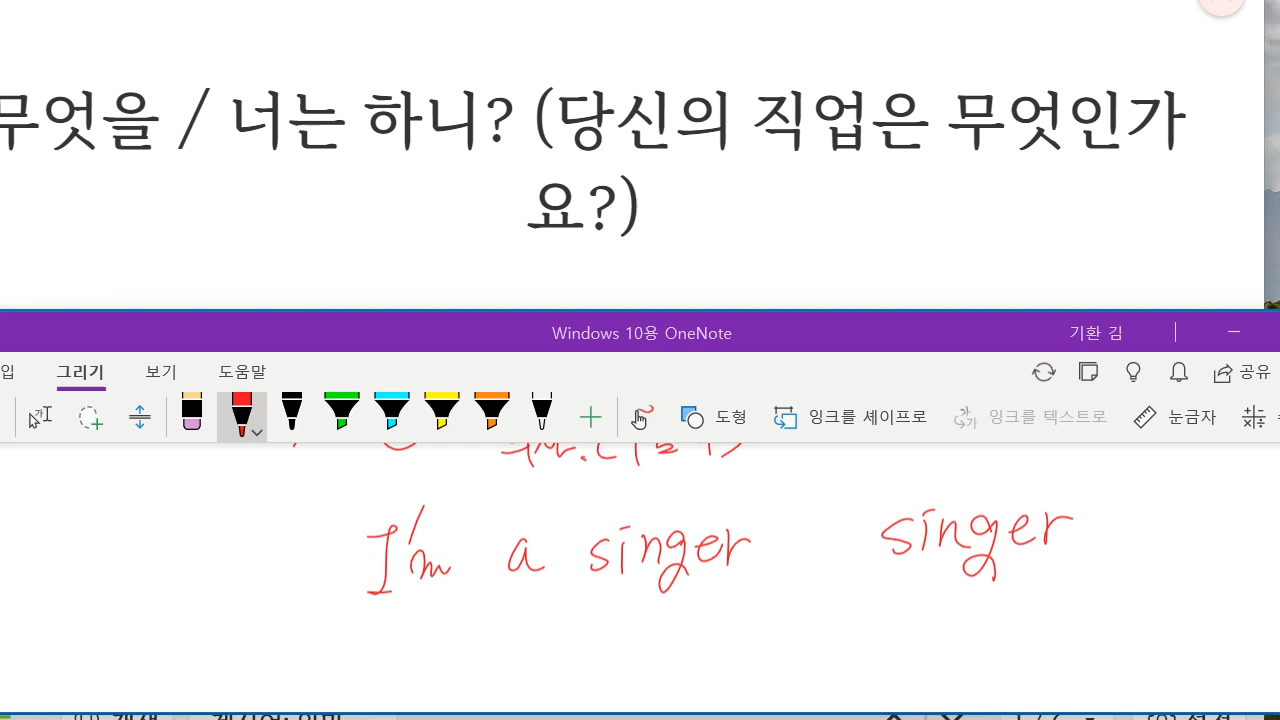 무엇을 / 너는 하니? (당신의 직업은 무엇인가
요?)
Windows 10용 OneNote 기환 김
입 그리기 보기 도움말 공유
가 도형 잉크를 셰이프로 잉크를 텍스트로 눈금자
I'm a singer singer